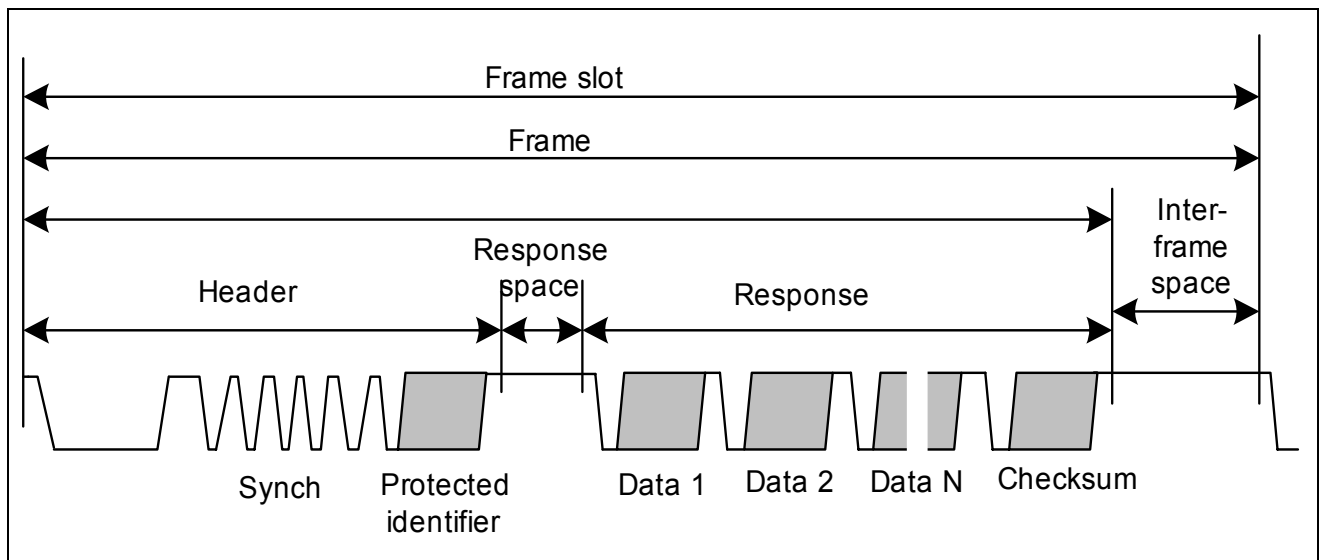 Frame slot
Frame
Inter-
frame
space
Response
space
Header
Response
Synch
Protected
identifier
Data 1
Data 2
Data N
Checksum